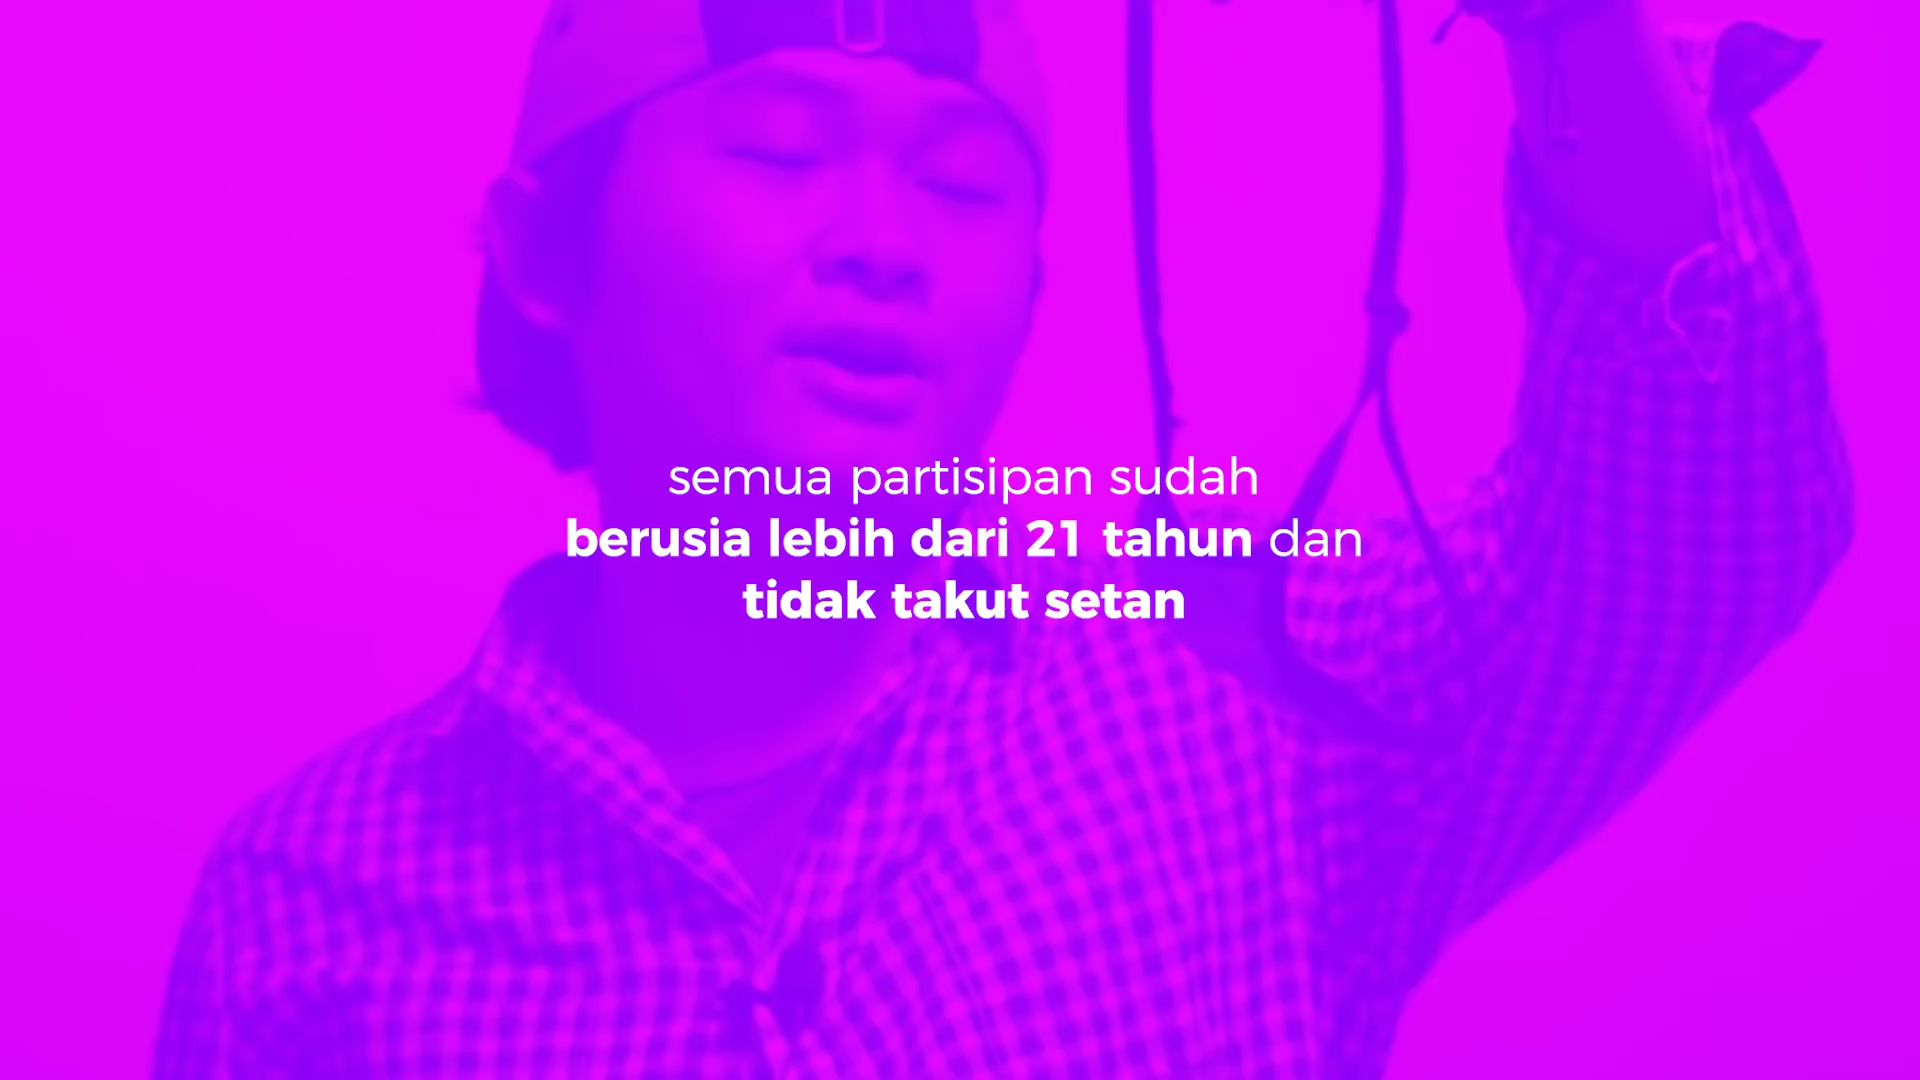 semua partisipan sudah
berusia lebih dari 21 tahun dan
tidak takut setan